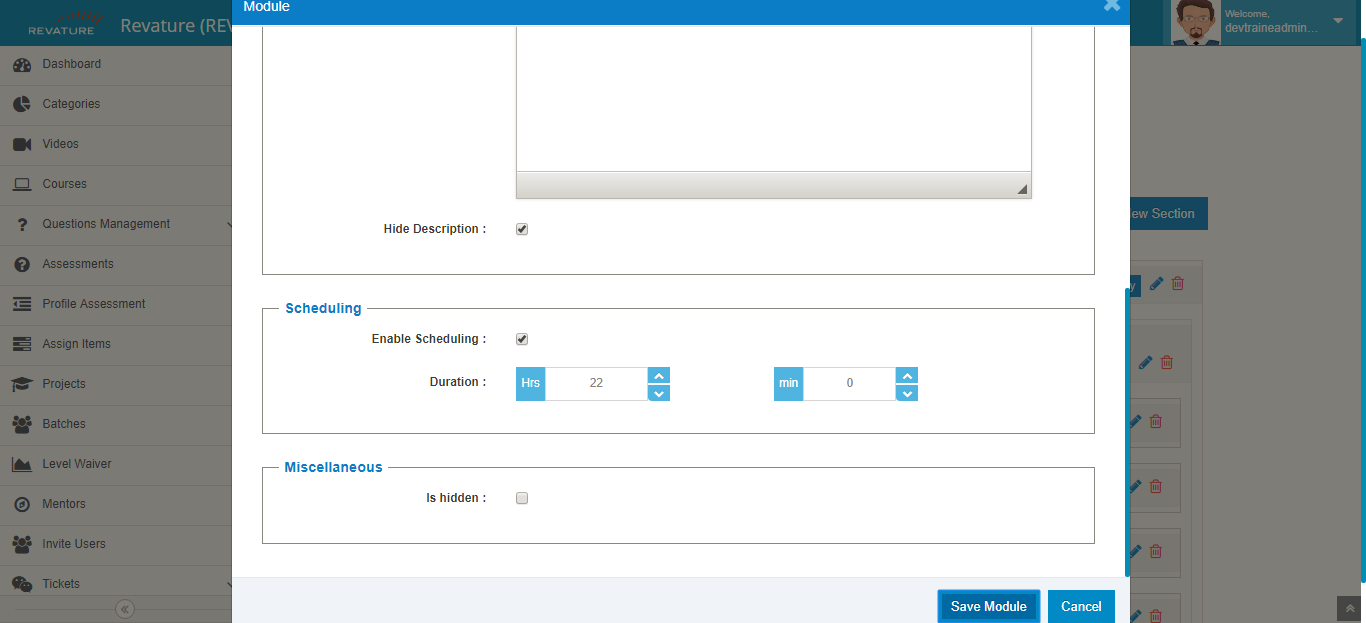 REVATURE
Revature (REV
Module
Welcome,
devtraineadmin...
Dashboard
Categories
Videos
Courses
Questions Management
Assessments
Profile Assessment
Assign Items
Projects
Batches
Level Waiver
Mentors
Invite Users
Tickets
Hide Description :
Scheduling
Enable Scheduling :
Duration :
Hrs
22
min
0
Miscellaneous
Is hidden :
Save Module
Cancel
ew Section
y